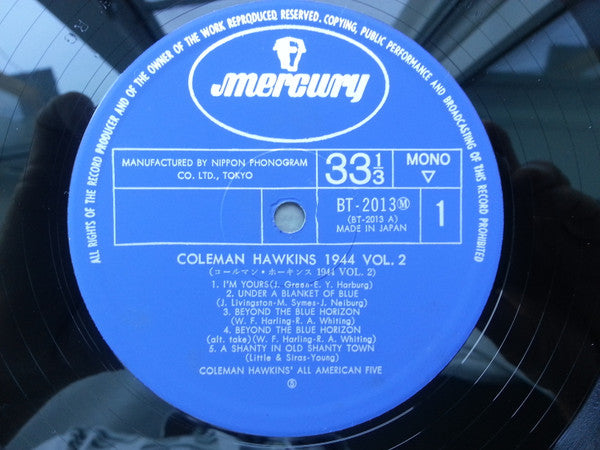 ALL RIGHTS OF THE RECORD PRODUCER AND OF THE OWNER OF THE WORK REPRODUCED RESERVED. COPYING, PUBLIC PERFORMANCE AND BROADCASTING OF THIS RECORD PROHIBITED
mercury
MANUFACTURED BY NIPPON PHONOGRAM
CO. LTD., TOKYO
33 1/3
MONO
▽
BT-2013Ⓜ
(BT-2013 A)
MADE IN JAPAN
1
COLEMAN HAWKINS 1944 VOL. 2
(コールマン・ホーキンス 1944 VOL. 2)
1. I'M YOURS(J. Green-E. Y. Harburg)
2. UNDER A BLANKET OF BLUE
(J. Livingston-M. Symes-J. Neiburg)
3. BEYOND THE BLUE HORIZON
(W. F. Harling-R. A. Whiting)
4. BEYOND THE BLUE HORIZON
(alt. take)(W. F. Harling-R. A. Whiting)
5. A SHANTY IN OLD SHANTY TOWN
(Little & Siras-Young)
COLEMAN HAWKINS' ALL AMERICAN FIVE
Ⓢ